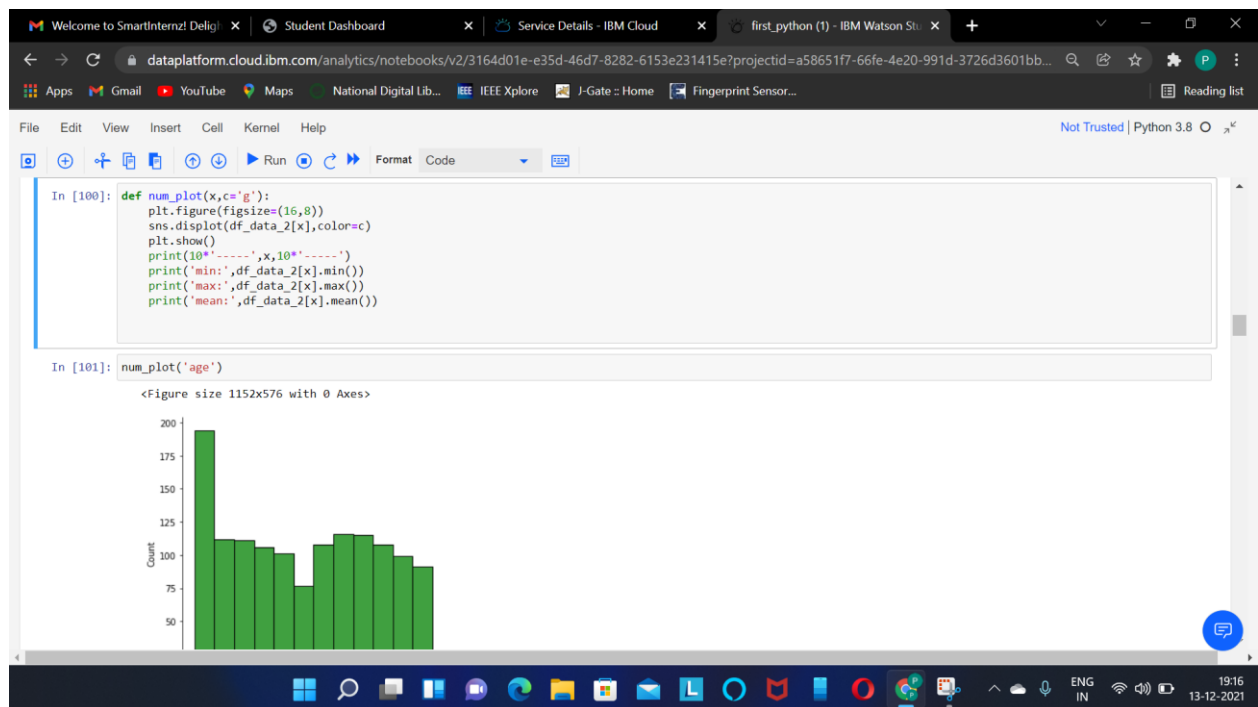 Welcome to SmartInternz! Deligh
Student Dashboard
Service Details - IBM Cloud
first_python (1) - IBM Watson Stu
dataplatform.cloud.ibm.com/analytics/notebooks/v2/3164d01e-e35d-46d7-8282-6153e231415e?projectid=a58651f7-66fe-4e20-991d-3726d3601bb...
P
Apps Gmail YouTube Maps National Digital Lib... IEEE IEEE Xplore J-Gate :: Home Fingerprint Sensor... Reading list
File Edit View Insert Cell Kernel Help Not Trusted | Python 3.8
Run Format Code
In [100]: def num_plot(x,c='g'):
plt.figure(figsize=(16,8))
sns.displot(df_data_2[x],color=c)
plt.show()
print(10*'-----',x,10*'-----')
print('min:',df_data_2[x].min())
print('max:',df_data_2[x].max())
print('mean:',df_data_2[x].mean())
In [101]: num_plot('age')
<Figure size 1152x576 with 0 Axes>
200
175
150
125
100
75
50
Count
L
ENG
IN
19:16
13-12-2021